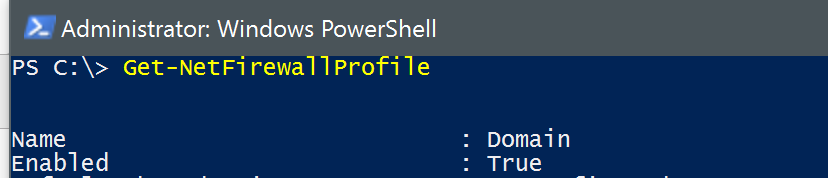 Administrator: Windows PowerShell
PS C:\> Get-NetFirewallProfile
Name : Domain
Enabled : True